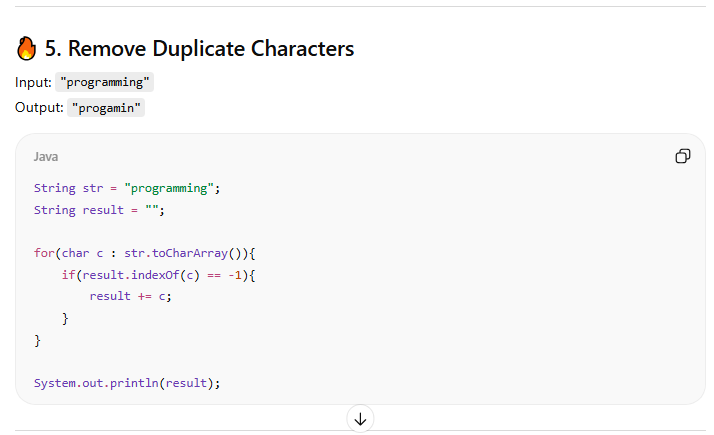 🔥 5. Remove Duplicate Characters
Input: "programming"
Output: "progamin"
Java
String str = "programming";
String result = "";
for(char c : str.toCharArray()){
    if(result.indexOf(c) == -1){
        result += c;
    }
}
System.out.println(result);